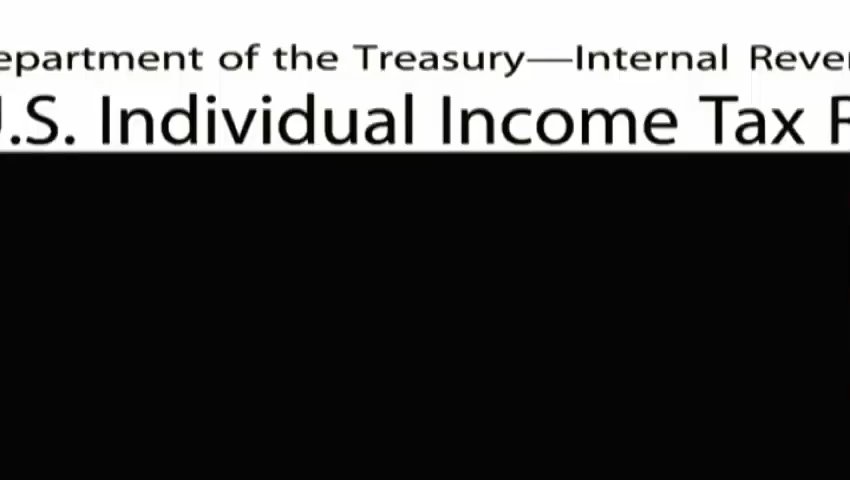 epartment of the Treasury—Internal Reve
.S. Individual Income Tax R